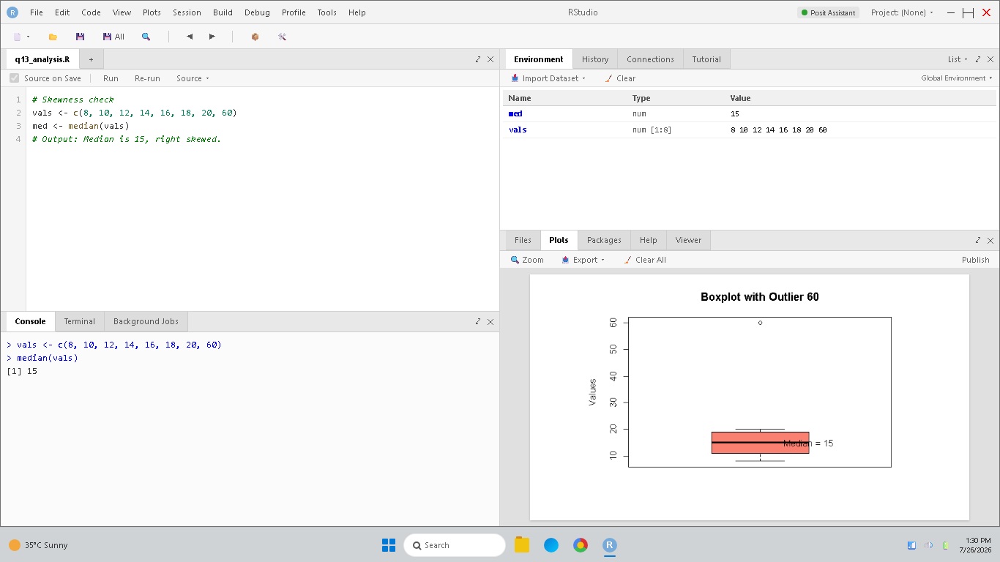 R File Edit Code View Plots Session Build Debug Profile Tools Help RStudio Posit Assistant Project: (None)
All
q13_analysis.R +
Source on Save Run Re-run Source
1 # Skewness check
2 vals <- c(8, 10, 12, 14, 16, 18, 20, 60)
3 med <- median(vals)
4 # Output: Median is 15, right skewed.
Console Terminal Background Jobs
> vals <- c(8, 10, 12, 14, 16, 18, 20, 60)
> median(vals)
[1] 15
Environment History Connections Tutorial List
Import Dataset Clear Global Environment
Name Type Value
med num 15
vals num [1:8] 8 10 12 14 16 18 20 60
Files Plots Packages Help Viewer
Zoom Export Clear All Publish
Boxplot with Outlier 60
Values
60
50
40
30
20
10
Median = 15
35°C Sunny
Search
R
1:30 PM
7/26/2026